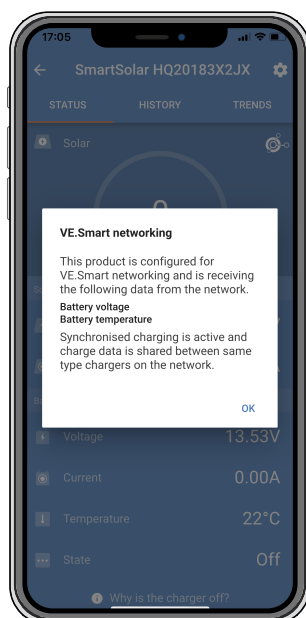 17:05
SmartSolar HQ20183X2JX
STATUS HISTORY TRENDS
Solar
VE.Smart networking
This product is configured for
VE.Smart networking and is receiving
the following data from the network.
Battery voltage
Battery temperature
Synchronised charging is active and
charge data is shared between same
type chargers on the network.
OK
Voltage 13.53V
Current 0.00A
Temperature 22°C
State Off
Why is the charger off?